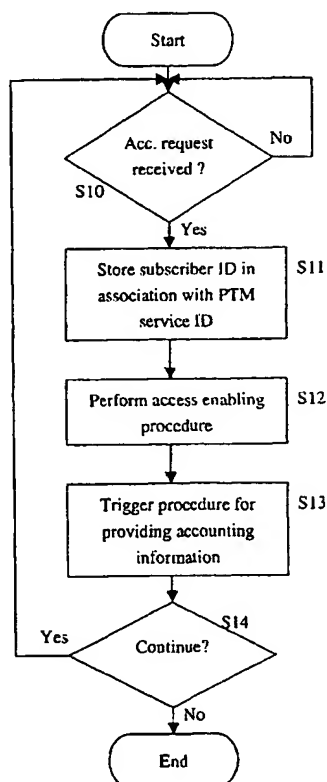 Start
Acc. request
received ?
No
S10
Yes
Store subscriber ID in
association with PTM
service ID
S11
Perform access enabling
procedure
S12
Trigger procedure for
providing accounting
information
S13
Yes
S14
Continue?
No
End